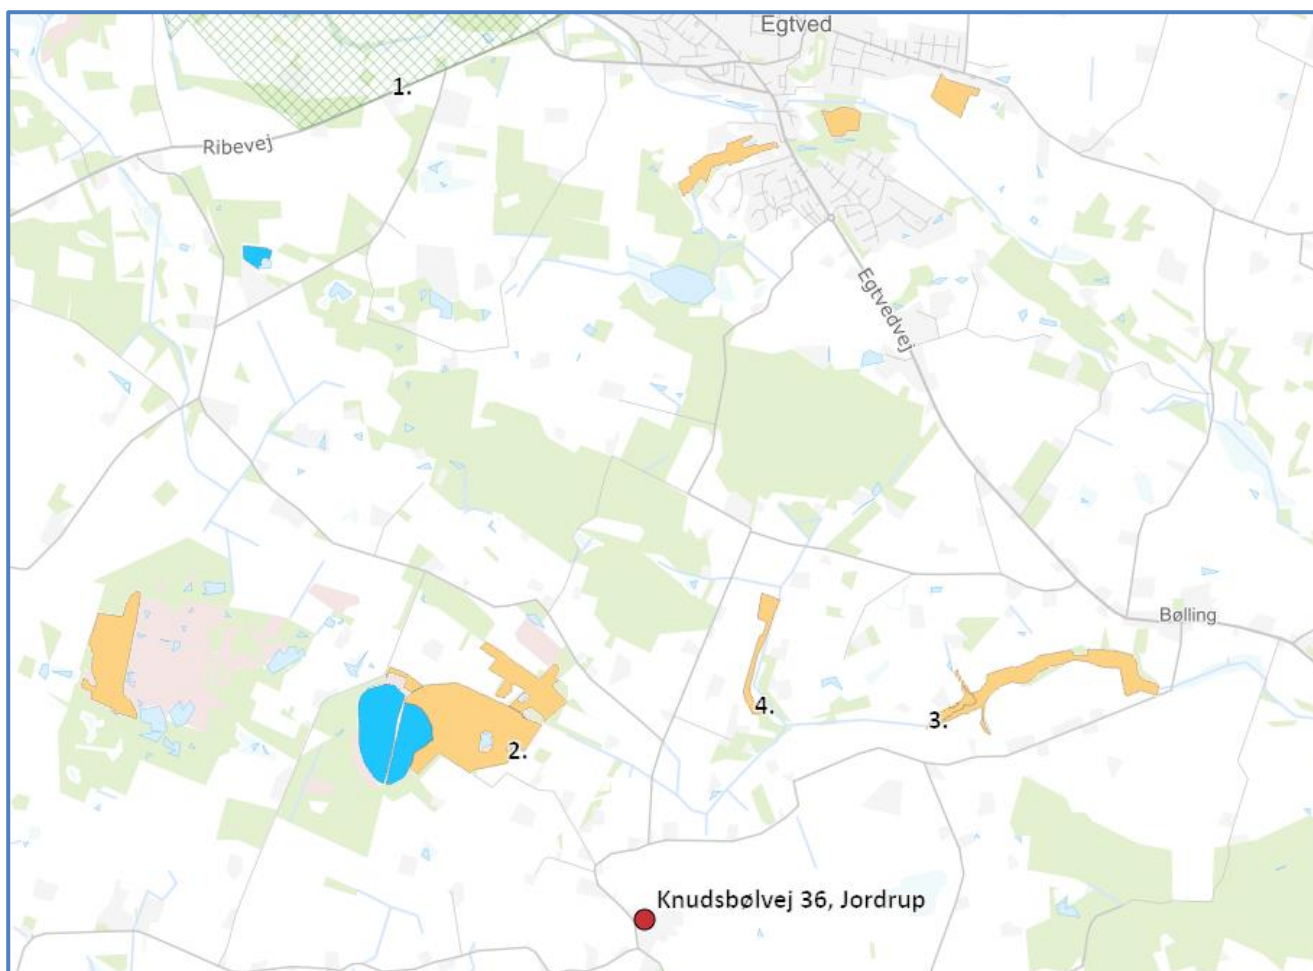 Egtved
1.
Ribevej
Egtvedvej
Bølling
4.
3.
2.
Knudsbølvej 36, Jordrup